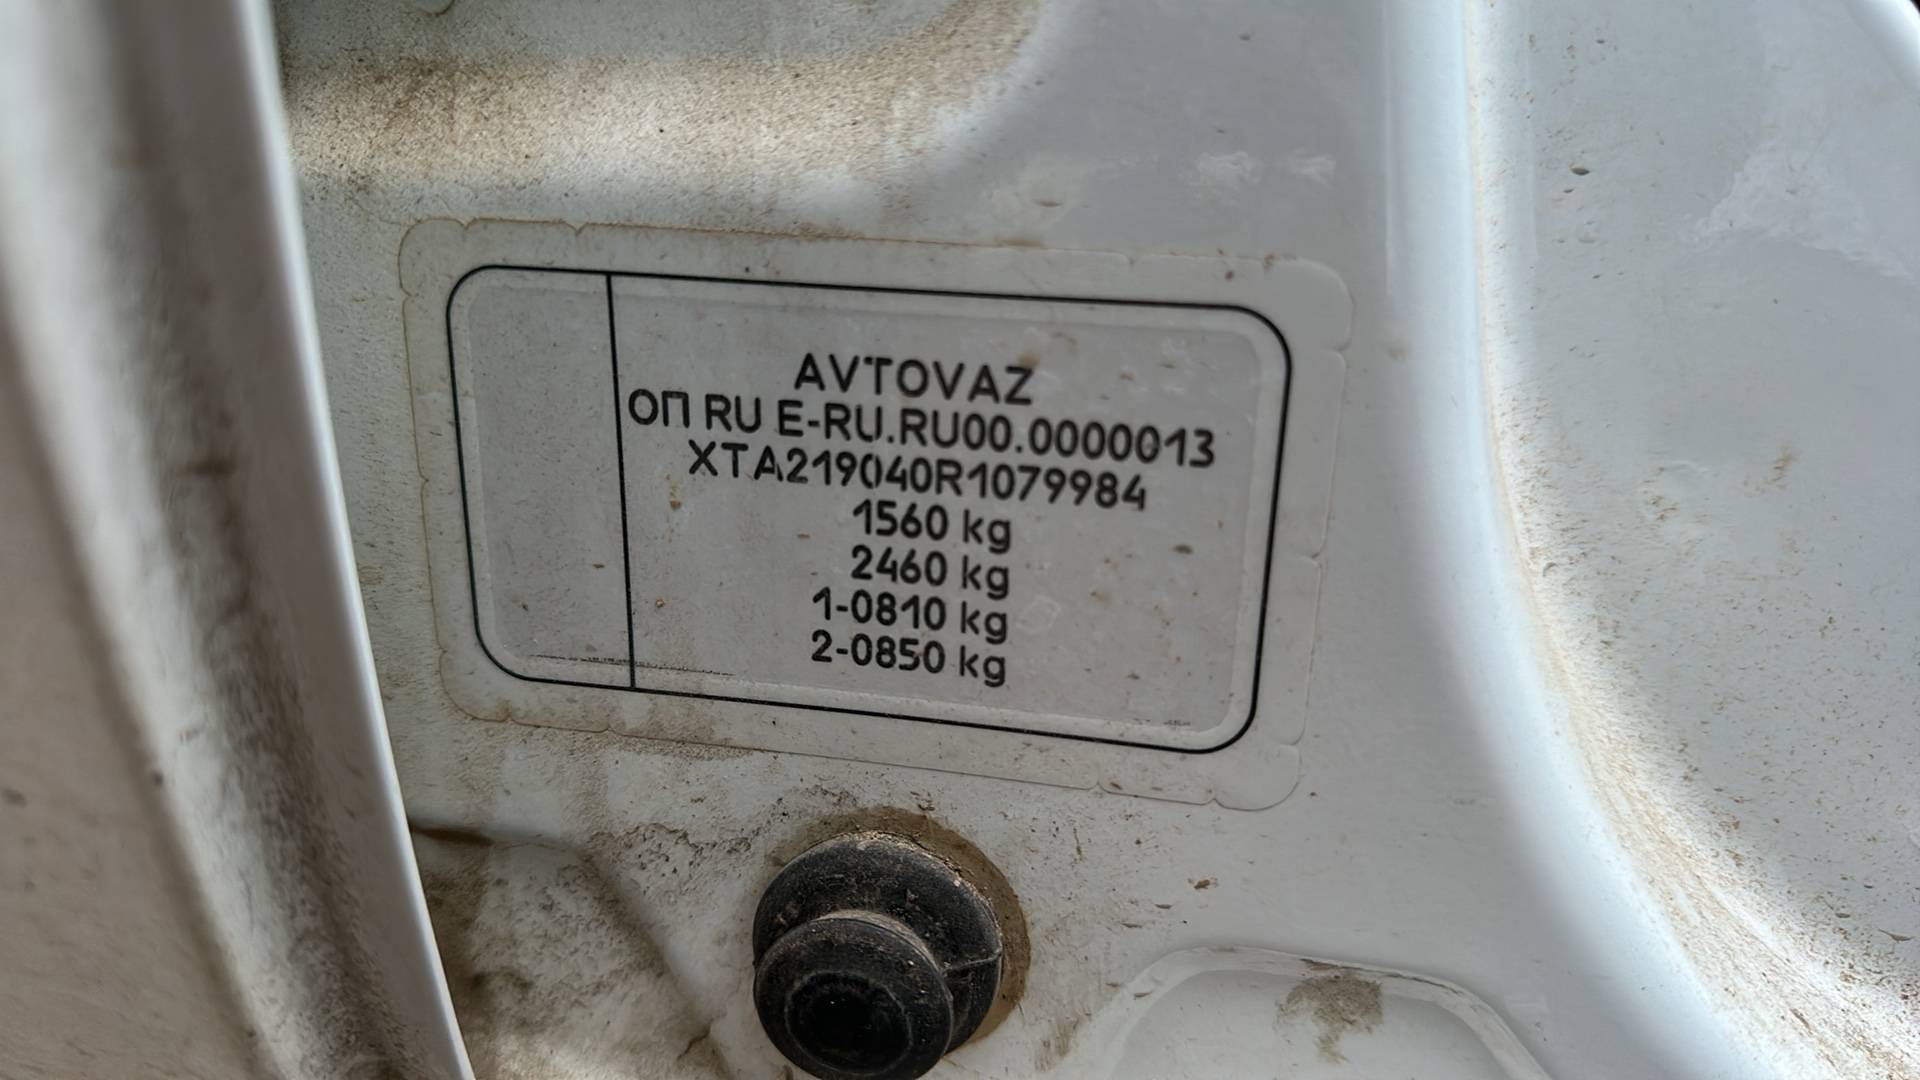 AVTOVAZ
ОП RU E-RU.RU00.0000013
XTA219040R1079984
1560 kg
2460 kg
1-0810 kg
2-0850 kg